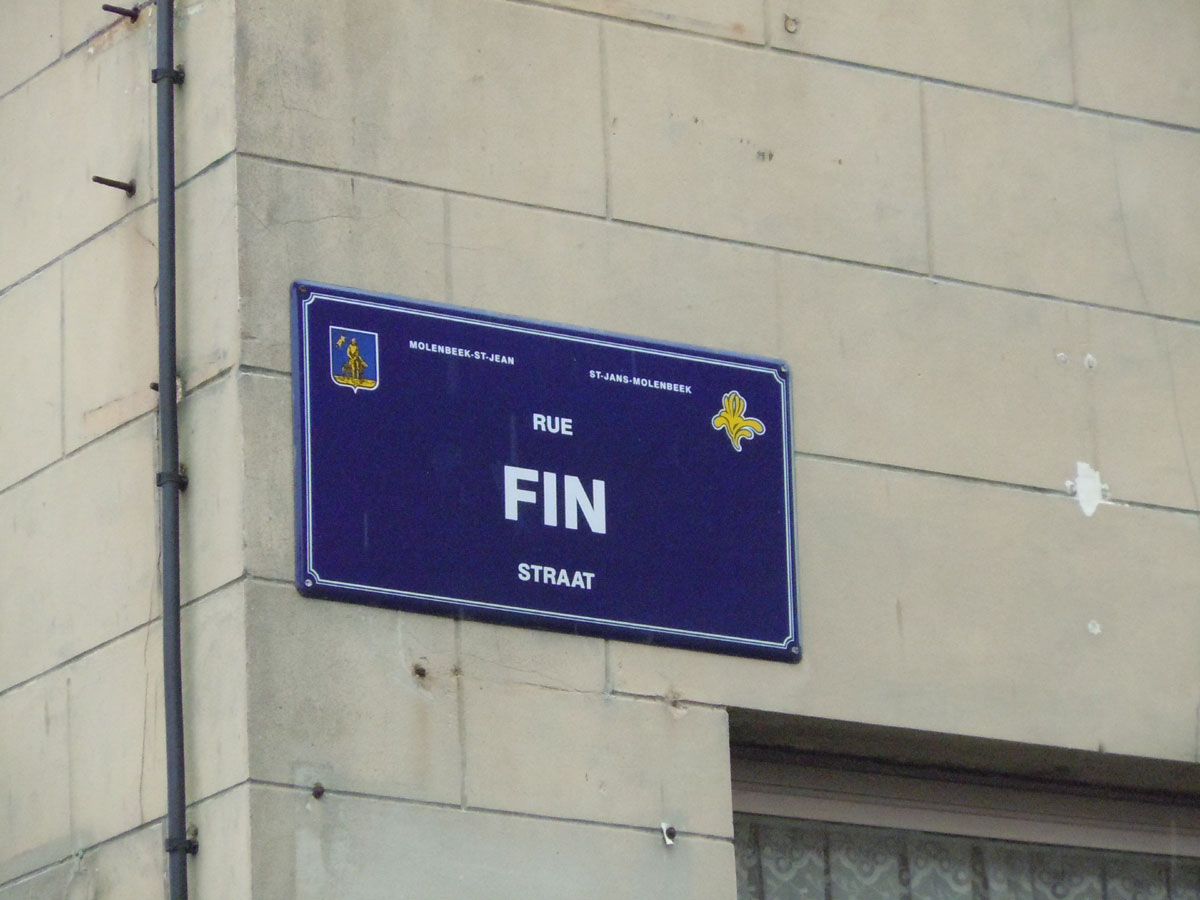 MOLENBEEK-ST-JEAN
ST-JANS-MOLENBEEK
RUE
FIN
STRAAT